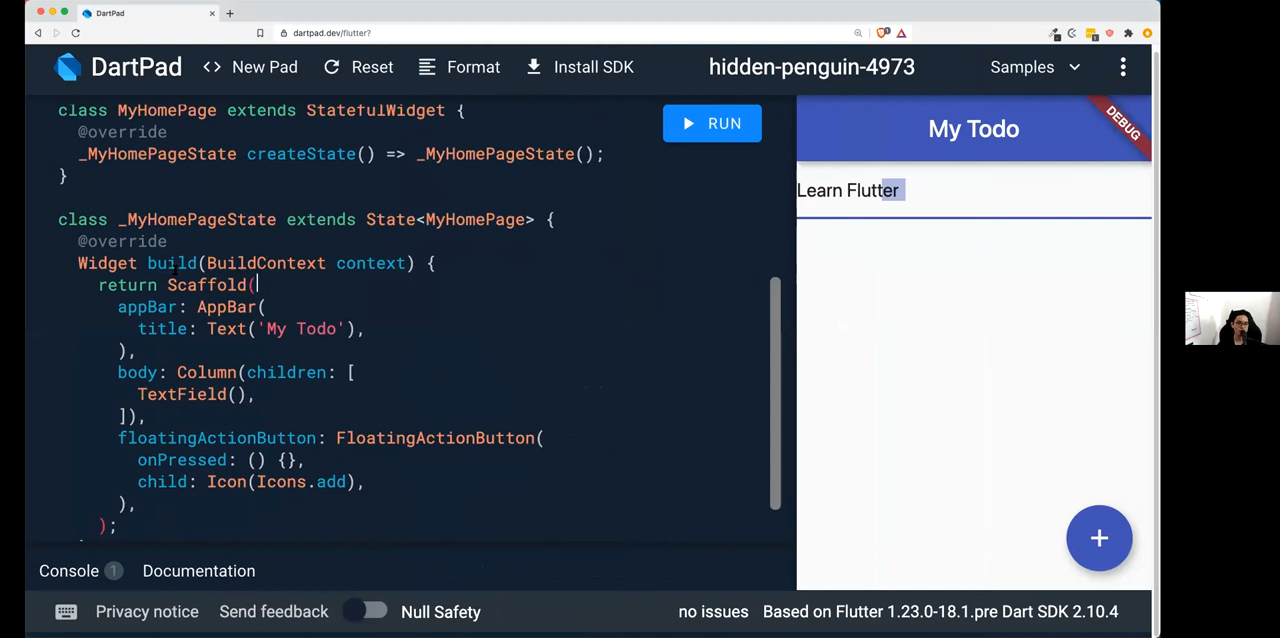 DartPad
dartpad.dev/flutter?
DartPad
New Pad
Reset
Format
Install SDK
hidden-penguin-4973
Samples
class MyHomePage extends StatefulWidget {
@override
_MyHomePageState createState() => _MyHomePageState();
}
class _MyHomePageState extends State<MyHomePage> {
@override
Widget build(BuildContext context) {
return Scaffold(
appBar: AppBar(
title: Text('My Todo'),
),
body: Column(children: [
TextField(),
]),
floatingActionButton: FloatingActionButton(
onPressed: () {},
child: Icon(Icons.add),
),
);
RUN
My Todo
DEBUG
Learn Flutter
Console 1
Documentation
Privacy notice
Send feedback
Null Safety
no issues
Based on Flutter 1.23.0-18.1.pre Dart SDK 2.10.4